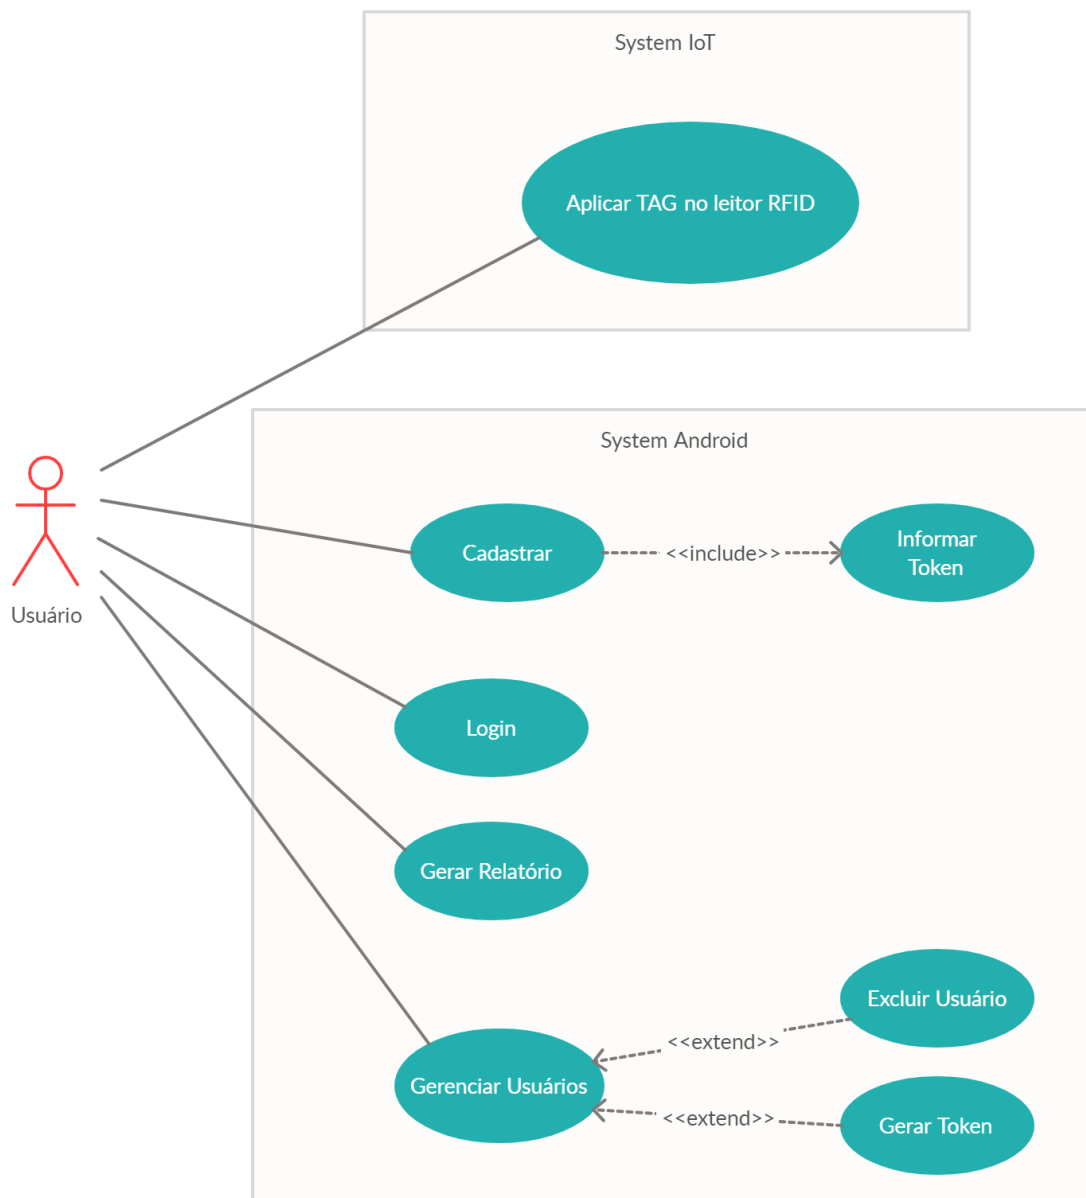 System IoT
Aplicar TAG no leitor RFID
System Android
Usuário
Cadastrar
<<include>>
Informar
Token
Login
Gerar Relatório
Excluir Usuário
<<extend>>
Gerenciar Usuários
<<extend>>
Gerar Token